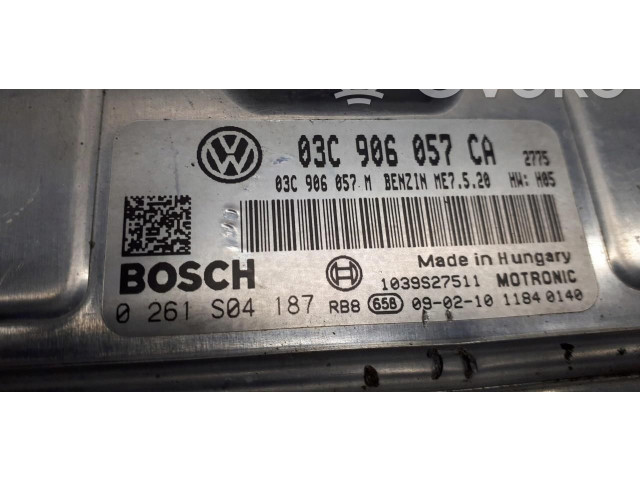 03C 906 057 CA 2775
03C 906 057 M BENZIN ME7.5.20 HW: H05
BOSCH
Made in Hungary
1039S27511 MOTRONIC
0 261 S04 187 RB8 65B 09-02-10 1184 0140